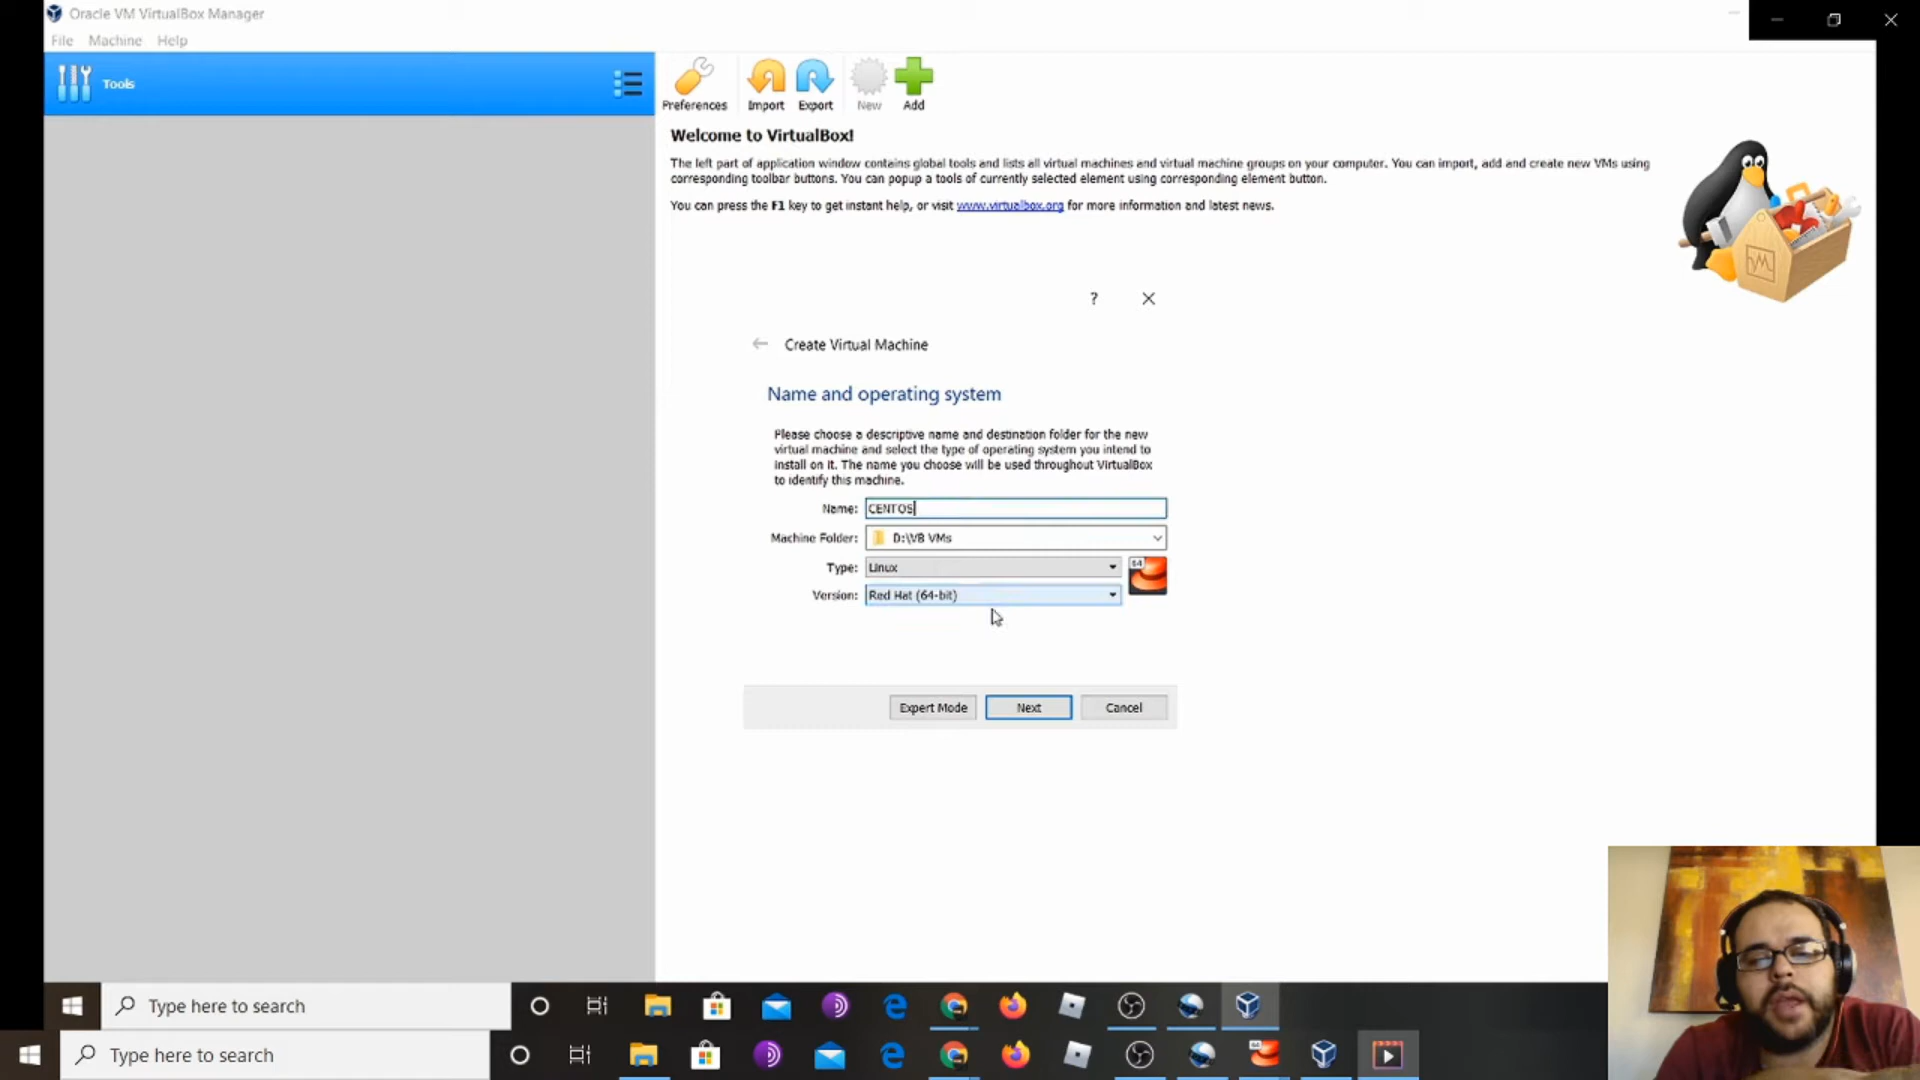 Oracle VM VirtualBox Manager
File Machine Help
Tools
Preferences Import Export New Add
Welcome to VirtualBox!
The left part of application window contains global tools and lists all virtual machines and virtual machine groups on your computer. You can import, add and create new VMs using
corresponding toolbar buttons. You can popup a tools of currently selected element using corresponding element button.
You can press the F1 key to get instant help, or visit www.virtualbox.org for more information and latest news.
?
Create Virtual Machine
Name and operating system
Please choose a descriptive name and destination folder for the new
virtual machine and select the type of operating system you intend to
install on it. The name you choose will be used throughout VirtualBox
to identify this machine.
Name: CENTOS
Machine Folder: D:\VB VMs
Type: Linux
64
Version: Red Hat (64-bit)
Expert Mode Next Cancel
Type here to search
Type here to search